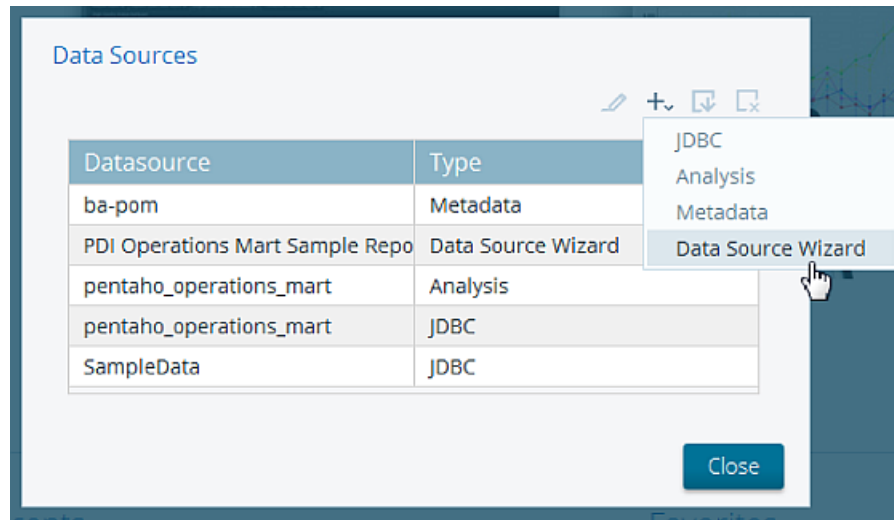 Data Sources
JDBC
Analysis
Metadata
Data Source Wizard
Datasource Type
ba-pom Metadata
PDI Operations Mart Sample Repo Data Source Wizard
pentaho_operations_mart Analysis
pentaho_operations_mart JDBC
SampleData JDBC
Close